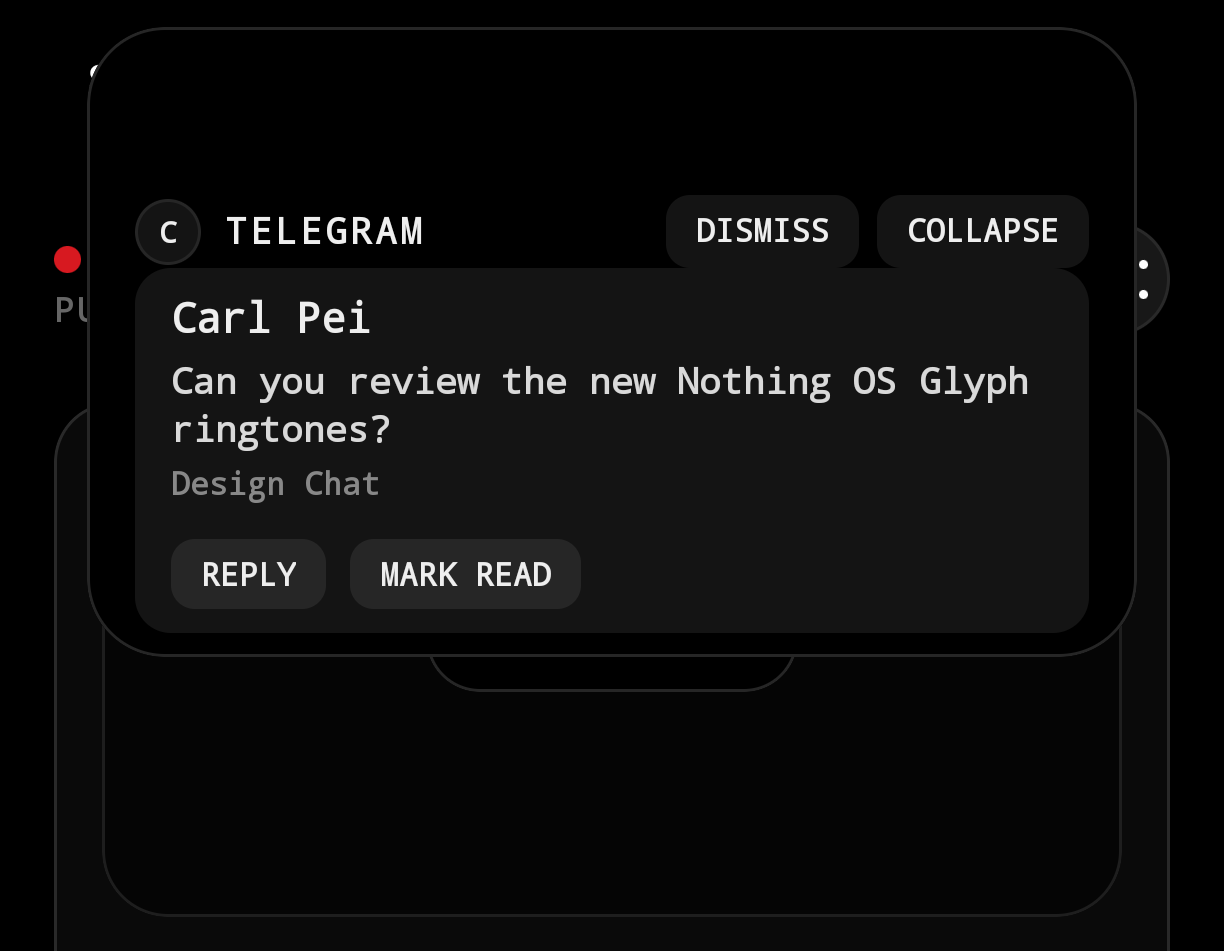 C TELEGRAM DISMISS COLLAPSE
PU
Carl Pei
Can you review the new Nothing OS Glyph
ringtones?
Design Chat
REPLY MARK READ